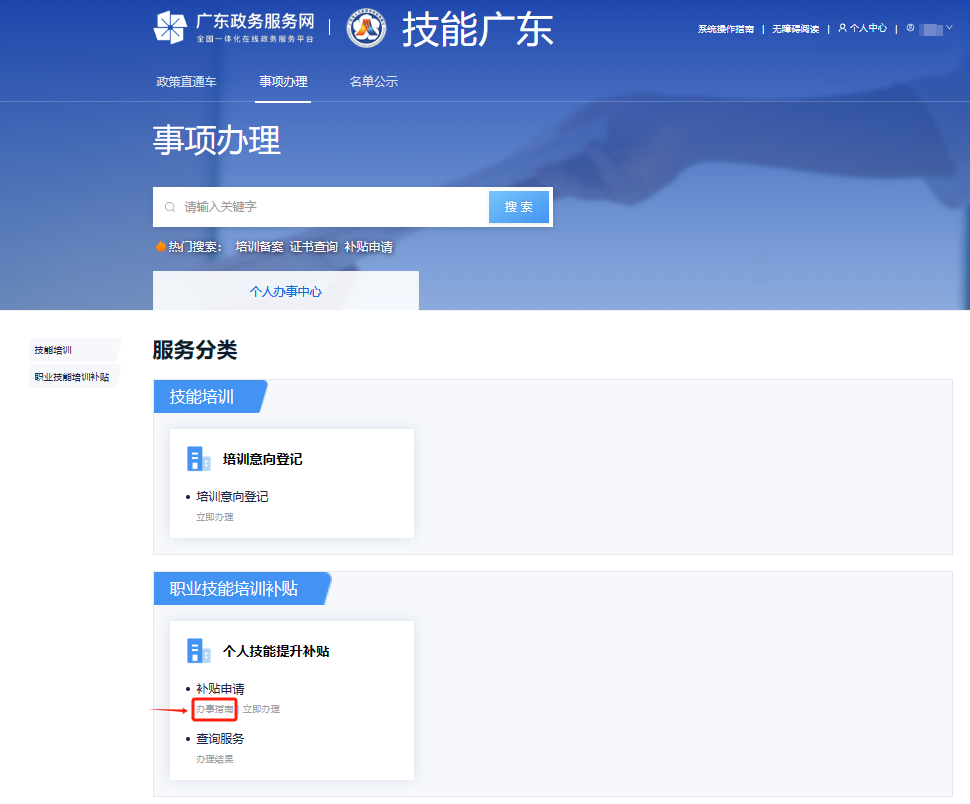 广东政务服务网
全国一体化在线政务服务平台
技能广东
系统操作指南 | 无障碍阅读 | 个人中心 |
政策直通车 事项办理 名单公示
事项办理
请输入关键字 搜 索
热门搜索： 培训备案 证书查询 补贴申请
个人办事中心
技能培训
职业技能培训补贴
服务分类
技能培训
培训意向登记
培训意向登记
立即办理
职业技能培训补贴
个人技能提升补贴
补贴申请
办事指南 立即办理
查询服务
办理结果